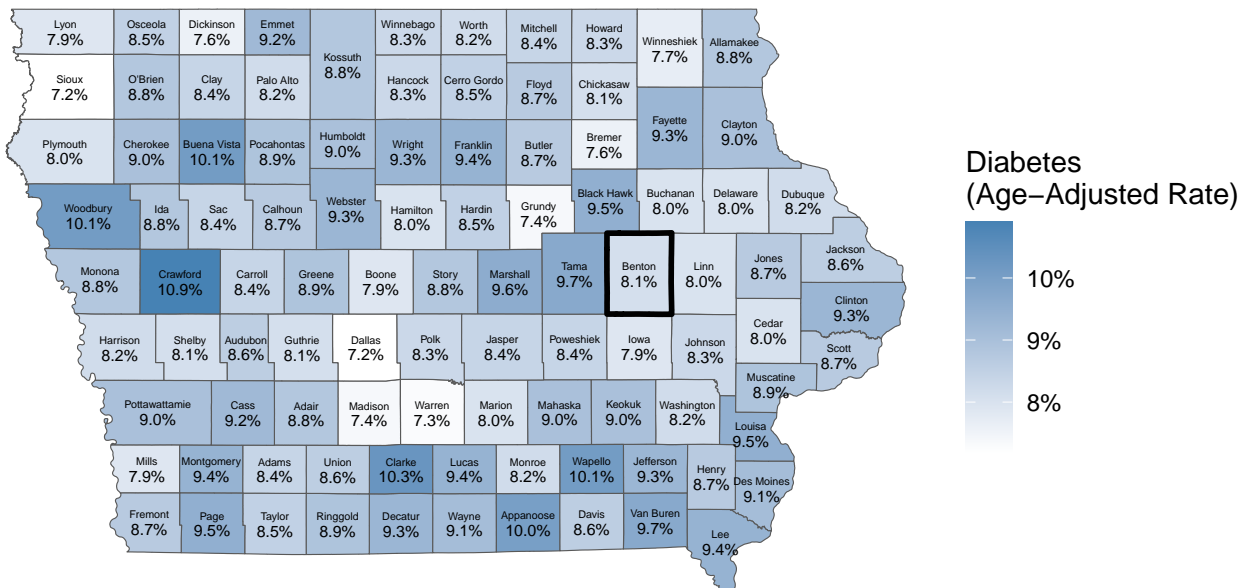 Lyon
7.9%
Osceola
8.5%
Dickinson
7.6%
Emmet
9.2%
Kossuth
8.8%
Winnebago
8.3%
Worth
8.2%
Mitchell
8.4%
Howard
8.3%
Winneshiek
7.7%
Allamakee
8.8%
Sioux
7.2%
O'Brien
8.8%
Clay
8.4%
Palo Alto
8.2%
Hancock
8.3%
Cerro Gordo
8.5%
Floyd
8.7%
Chickasaw
8.1%
Fayette
9.3%
Clayton
9.0%
Plymouth
8.0%
Cherokee
9.0%
Buena Vista
10.1%
Pocahontas
8.9%
Humboldt
9.0%
Wright
9.3%
Franklin
9.4%
Butler
8.7%
Bremer
7.6%
Woodbury
10.1%
Ida
8.8%
Sac
8.4%
Calhoun
8.7%
Webster
9.3%
Hamilton
8.0%
Hardin
8.5%
Grundy
7.4%
Black Hawk
9.5%
Buchanan
8.0%
Delaware
8.0%
Dubuque
8.2%
Monona
8.8%
Crawford
10.9%
Carroll
8.4%
Greene
8.9%
Boone
7.9%
Story
8.8%
Marshall
9.6%
Tama
9.7%
Benton
8.1%
Linn
8.0%
Jones
8.7%
Jackson
8.6%
Clinton
9.3%
Harrison
8.2%
Shelby
8.1%
Audubon
8.6%
Guthrie
8.1%
Dallas
7.2%
Polk
8.3%
Jasper
8.4%
Poweshiek
8.4%
Iowa
7.9%
Johnson
8.3%
Cedar
8.0%
Scott
8.7%
Muscatine
8.9%
Pottawattamie
9.0%
Cass
9.2%
Adair
8.8%
Madison
7.4%
Warren
7.3%
Marion
8.0%
Mahaska
9.0%
Keokuk
9.0%
Washington
8.2%
Louisa
9.5%
Mills
7.9%
Montgomery
9.4%
Adams
8.4%
Union
8.6%
Clarke
10.3%
Lucas
9.4%
Monroe
8.2%
Wapello
10.1%
Jefferson
9.3%
Henry
8.7%
Des Moines
9.1%
Fremont
8.7%
Page
9.5%
Taylor
8.5%
Ringgold
8.9%
Decatur
9.3%
Wayne
9.1%
Appanoose
10.0%
Davis
8.6%
Van Buren
9.7%
Lee
9.4%
Diabetes
(Age−Adjusted Rate)
10%
9%
8%